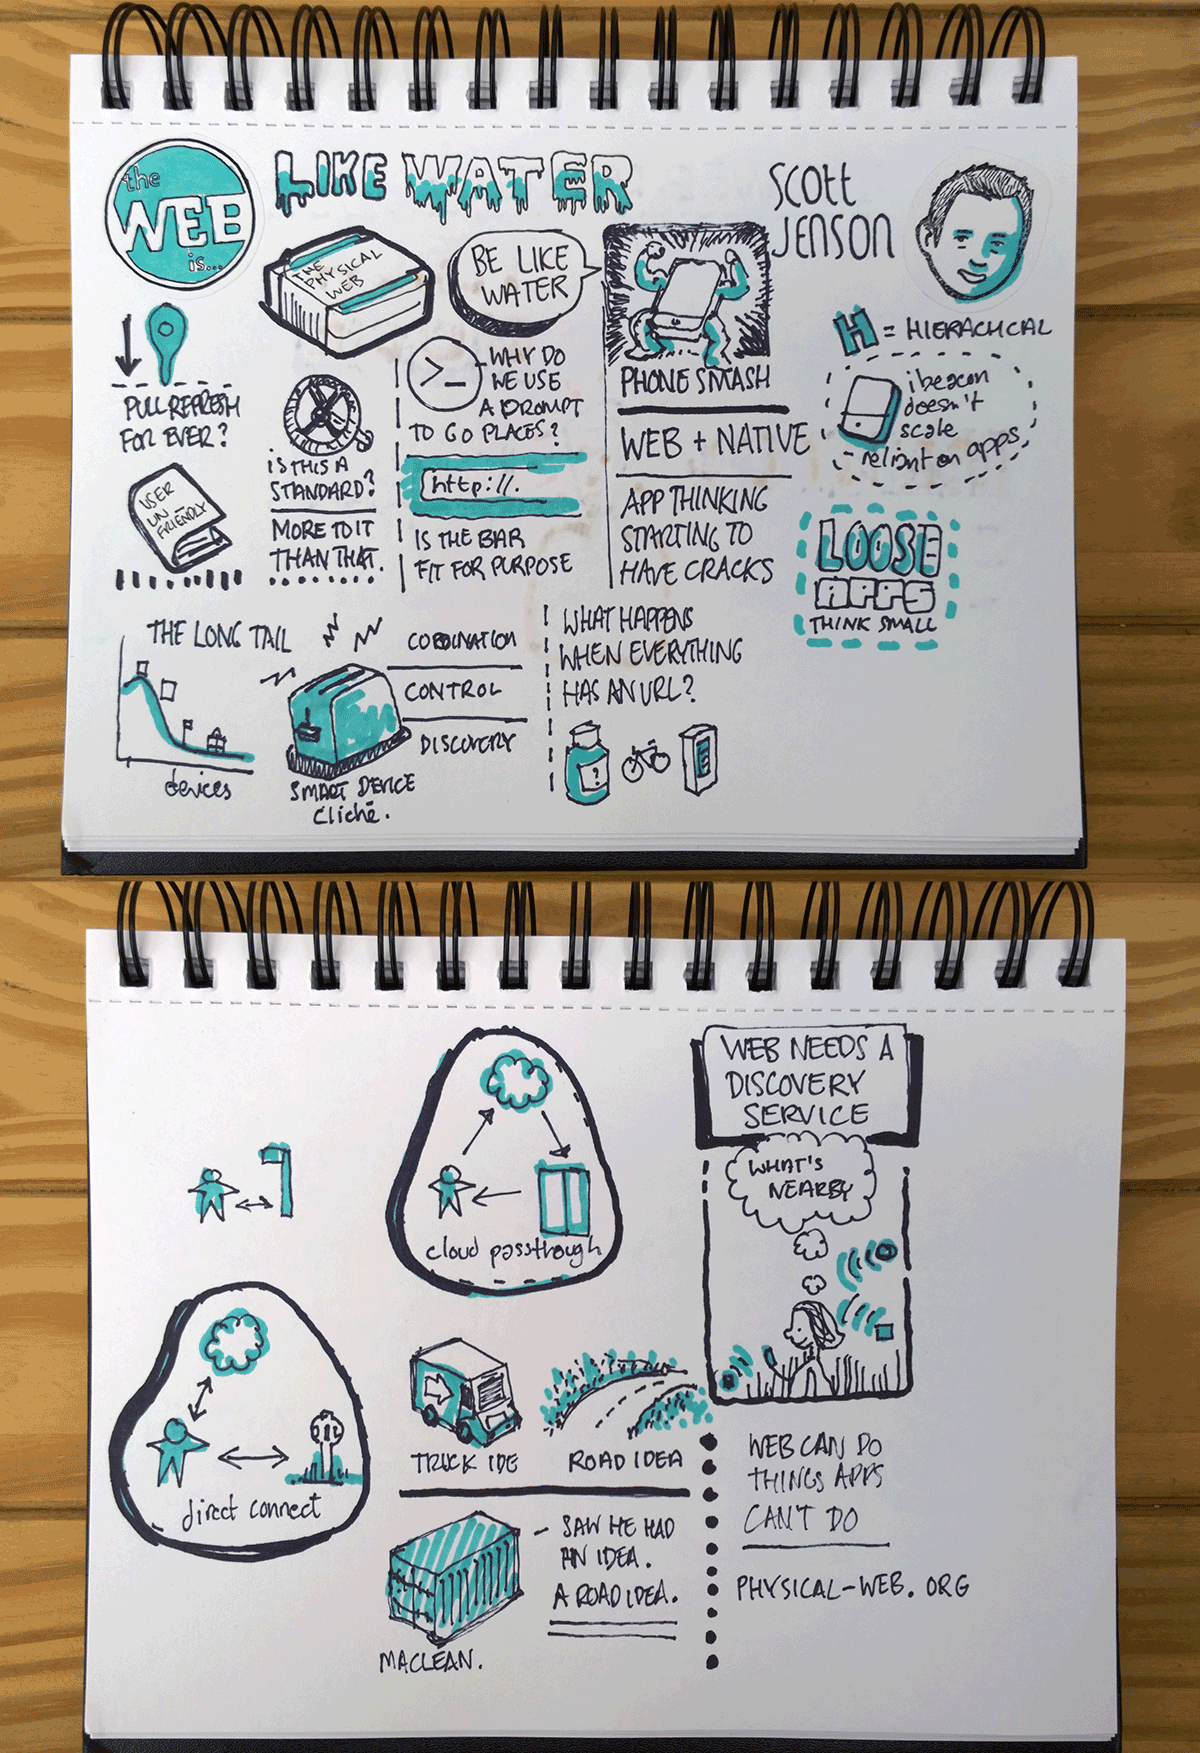 the
WEB
is...
LIKE WATER
SCOTT
JENSON
THE
PHYSICAL
WEB
BE LIKE
WATER
PULL REFRESH
FOR EVER?
USER
UN
FRIENDLY
IS THIS A
STANDARD?
MORE TO IT
THAN THAT.
>_
WHY DO
WE USE
A PROMPT
TO GO PLACES?
http://.
IS THE BAR
FIT FOR PURPOSE
PHONE SMASH
WEB + NATIVE
APP THINKING
STARTING TO
HAVE CRACKS
H = HIERACHCAL
ibeacon
doesn't
scale
reliant on apps
LOOSE
APPS
THINK SMALL
THE LONG TAIL
devices
SMART DEVICE
Cliché.
CONTROL
DISCOVERY
WHAT HAPPENS
WHEN EVERYTHING
HAS AN URL?
?
cloud passthrough
direct connect
TRUCK IDE
ROAD IDEA
MACLEAN.
- SAW HE HAD
AN IDEA.
A ROAD IDEA.
WEB NEEDS A
DISCOVERY
SERVICE
WHAT'S
NEARBY
WEB CAN DO
THINGS APPS
CAN'T DO
PHYSICAL-WEB.ORG